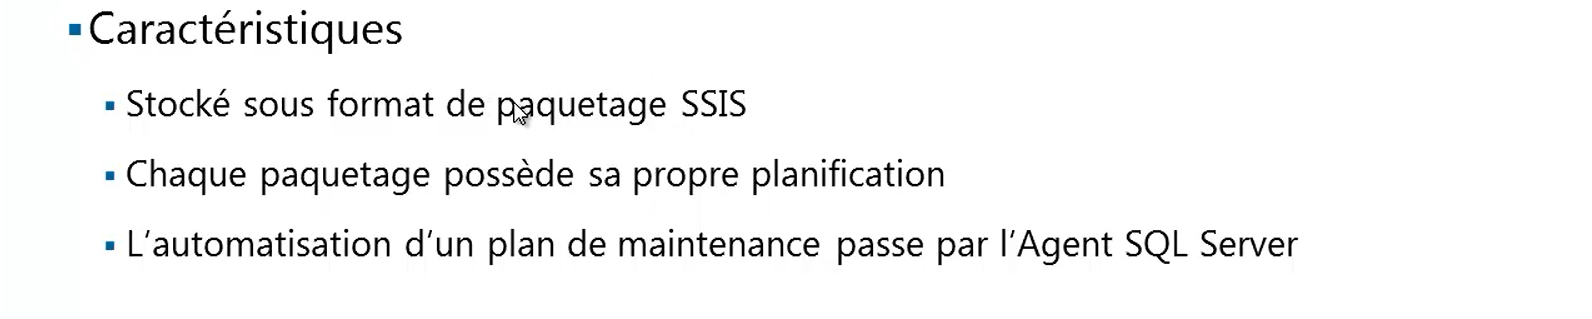 Caractéristiques
Stocké sous format de paquetage SSIS
Chaque paquetage possède sa propre planification
L'automatisation d'un plan de maintenance passe par l'Agent SQL Server